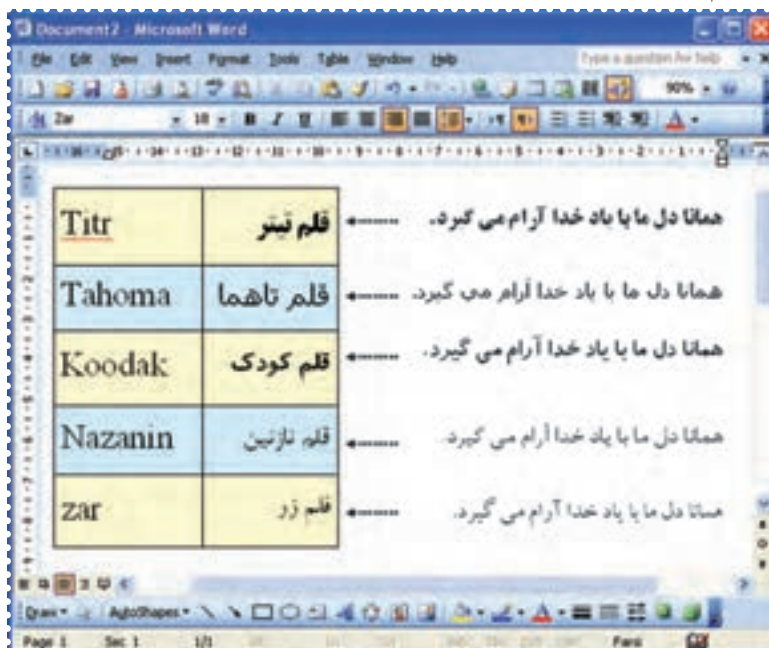 Document2 - Microsoft Word
File Edit View Insert Format Tools Table Window Help Type a question for help
90%
Zar 18 B I U
همانا دل ما با یاد خدا آرام می گیرد. قلم تیتر Titr
همانا دل ما با یاد خدا آرام می گیرد. قلم تاهما Tahoma
همانا دل ما با یاد خدا آرام می گیرد. قلم کودک Koodak
همانا دل ما با یاد خدا آرام می گیرد. قلم نازنین Nazanin
همانا دل ما با یاد خدا آرام می گیرد. قلم زر zar
Draw AutoShapes
Page 1 Sec 1 1/1 Farsi